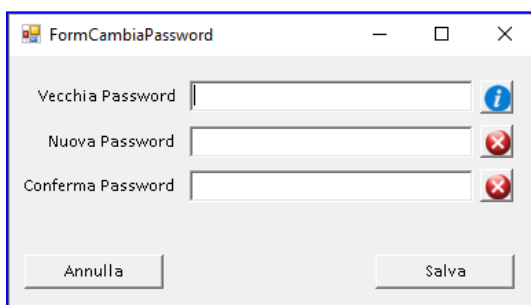 FormCambiaPassword
Vecchia Password
Nuova Password
Conferma Password
Annulla Salva